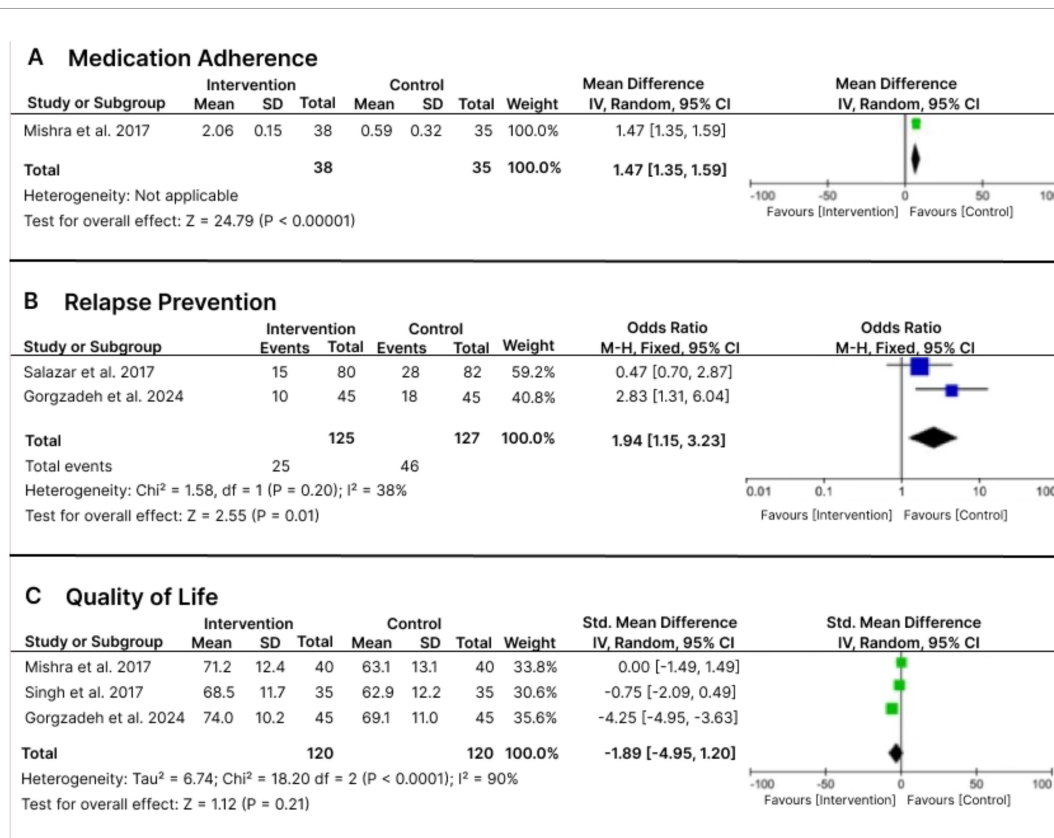 A Medication Adherence
Intervention Control Mean Difference Mean Difference
Study or Subgroup Mean SD Total Mean SD Total Weight IV, Random, 95% CI IV, Random, 95% CI
Mishra et al. 2017 2.06 0.15 38 0.59 0.32 35 100.0% 1.47 [1.35, 1.59]
Total 38 35 100.0% 1.47 [1.35, 1.59]
Heterogeneity: Not applicable
Test for overall effect: Z = 24.79 (P < 0.00001)
-100 -50 0 50 100
Favours [Intervention] Favours [Control]
B Relapse Prevention
Intervention Control Odds Ratio Odds Ratio
Study or Subgroup Events Total Events Total Weight M-H, Fixed, 95% CI M-H, Fixed, 95% CI
Salazar et al. 2017 15 80 28 82 59.2% 0.47 [0.70, 2.87]
Gorgzadeh et al. 2024 10 45 18 45 40.8% 2.83 [1.31, 6.04]
Total 125 127 100.0% 1.94 [1.15, 3.23]
Total events 25 46
Heterogeneity: Chi² = 1.58, df = 1 (P = 0.20); I² = 38%
Test for overall effect: Z = 2.55 (P = 0.01)
0.01 0.1 1 10 100
Favours [Intervention] Favours [Control]
C Quality of Life
Intervention Control Std. Mean Difference Std. Mean Difference
Study or Subgroup Mean SD Total Mean SD Total Weight IV, Random, 95% CI IV, Random, 95% CI
Mishra et al. 2017 71.2 12.4 40 63.1 13.1 40 33.8% 0.00 [-1.49, 1.49]
Singh et al. 2017 68.5 11.7 35 62.9 12.2 35 30.6% -0.75 [-2.09, 0.49]
Gorgzadeh et al. 2024 74.0 10.2 45 69.1 11.0 45 35.6% -4.25 [-4.95, -3.63]
Total 120 120 100.0% -1.89 [-4.95, 1.20]
Heterogeneity: Tau² = 6.74; Chi² = 18.20 df = 2 (P < 0.0001); I² = 90%
Test for overall effect: Z = 1.12 (P = 0.21)
-100 -50 0 50 100
Favours [Intervention] Favours [Control]